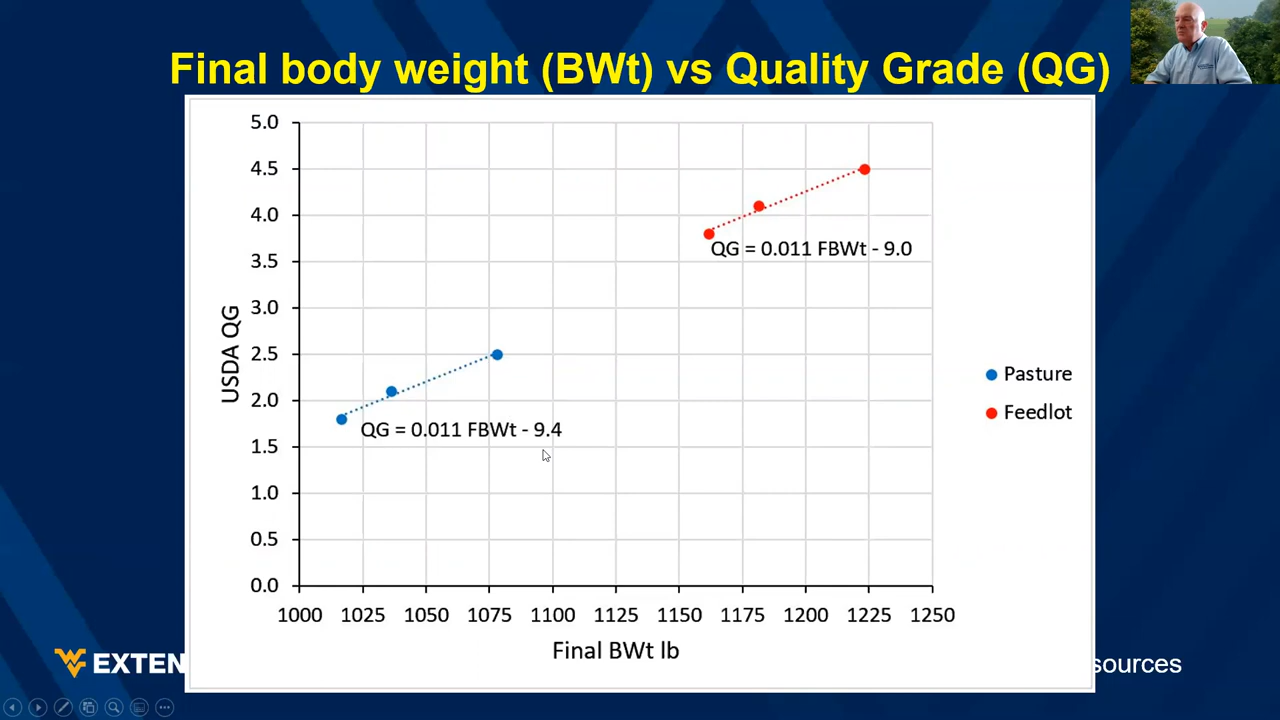 Final body weight (BWt) vs Quality Grade (QG)
5.0
4.5
4.0
3.5
3.0
2.5
2.0
1.5
1.0
0.5
0.0
USDA QG
QG = 0.011 FBWt - 9.0
QG = 0.011 FBWt - 9.4
Pasture
Feedlot
1000 1025 1050 1075 1100 1125 1150 1175 1200 1225 1250
Final BWt lb
EXTEN
sources